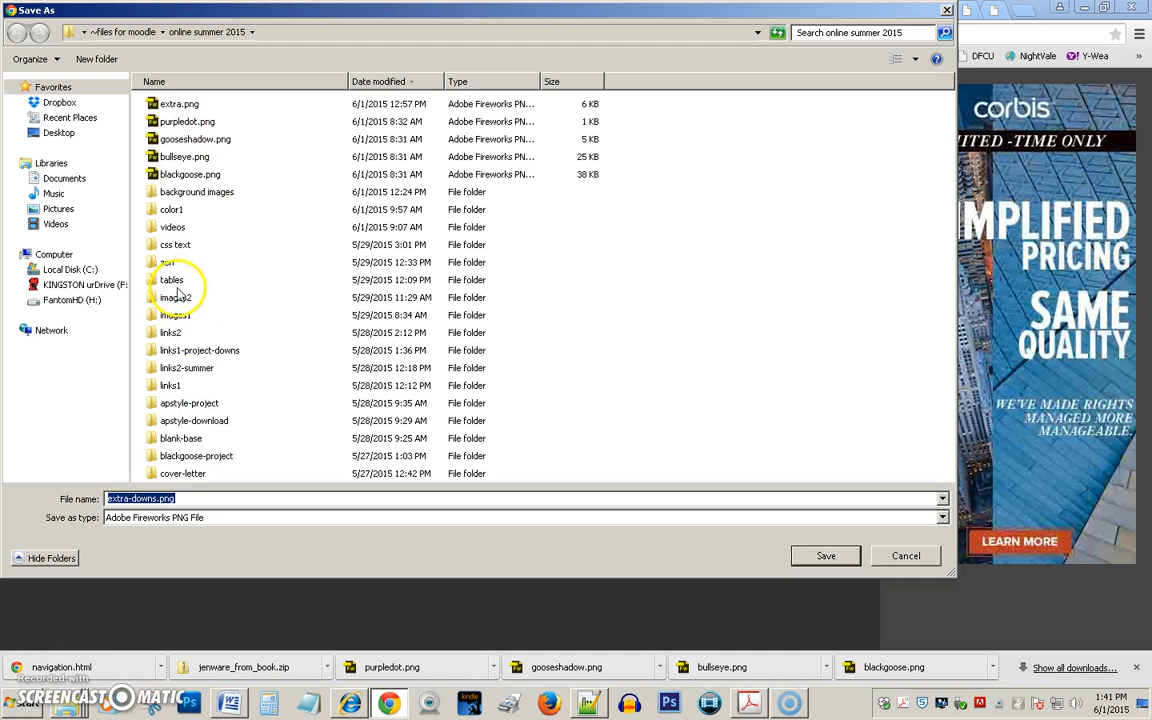 Save As
~files for moodle
online summer 2015
Search online summer 2015
Organize
New folder
Favorites
Dropbox
Recent Places
Desktop
Libraries
Documents
Music
Pictures
Videos
Computer
Local Disk (C:)
KINGSTON urDrive (F:
FantomHD (H:)
Network
Name Date modified Type Size
extra.png 6/1/2015 12:57 PM Adobe Fireworks PN... 6 KB
purpledot.png 6/1/2015 8:32 AM Adobe Fireworks PN... 1 KB
gooseshadow.png 6/1/2015 8:31 AM Adobe Fireworks PN... 5 KB
bullseye.png 6/1/2015 8:31 AM Adobe Fireworks PN... 25 KB
blackgoose.png 6/1/2015 8:31 AM Adobe Fireworks PN... 38 KB
background images 6/1/2015 12:24 PM File folder
color1 6/1/2015 9:57 AM File folder
videos 6/1/2015 9:07 AM File folder
css text 5/29/2015 3:01 PM File folder
5/29/2015 12:33 PM File folder
tables 5/29/2015 12:09 PM File folder
images2 5/29/2015 11:29 AM File folder
images1 5/29/2015 8:34 AM File folder
links2 5/28/2015 2:12 PM File folder
links1-project-downs 5/28/2015 1:36 PM File folder
links2-summer 5/28/2015 12:18 PM File folder
links1 5/28/2015 12:12 PM File folder
apstyle-project 5/28/2015 9:35 AM File folder
apstyle-download 5/28/2015 9:29 AM File folder
blank-base 5/28/2015 9:25 AM File folder
blackgoose-project 5/27/2015 1:03 PM File folder
cover-letter 5/27/2015 12:42 PM File folder
File name: extra-downs.png
Save as type: Adobe Fireworks PNG File
Hide Folders
Save
Cancel
DFCU
NightVale
Y-Wea
»
corbis
ITED -TIME ONLY
MPLIFIED
PRICING
SAME
QUALITY
WE'VE MADE RIGHTS
MANAGED MORE
MANAGEABLE.
LEARN MORE
navigation.html
jenware_from_book.zip
purpledot.png
gooseshadow.png
bullseye.png
blackgoose.png
Show all downloads...
Recorded with
SCREENCAST MATIC
1:41 PM
6/1/2015